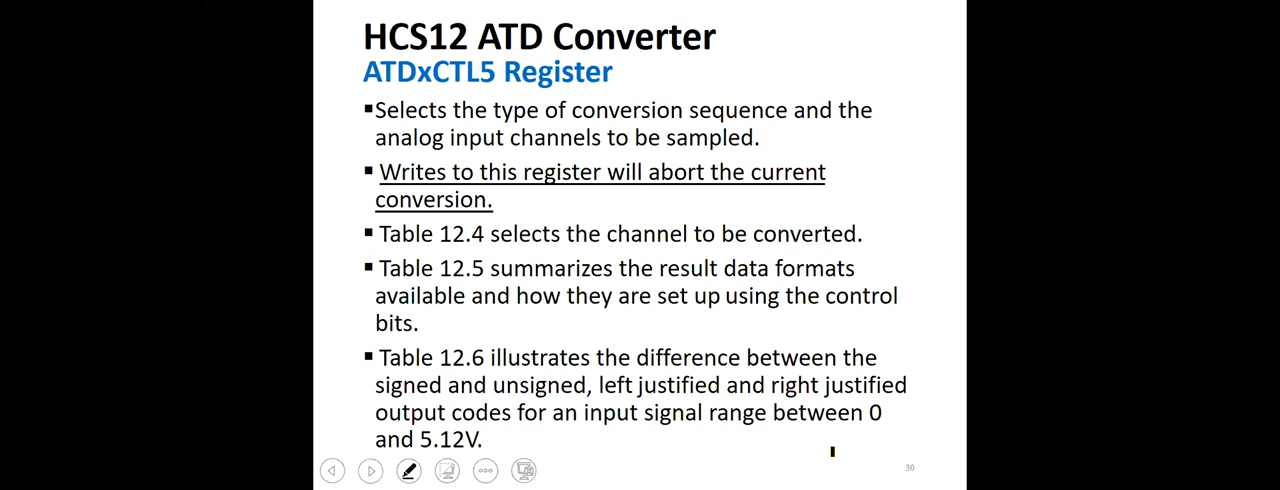 HCS12 ATD Converter
ATDxCTL5 Register
▪Selects the type of conversion sequence and the
analog input channels to be sampled.
▪ Writes to this register will abort the current
conversion.
▪ Table 12.4 selects the channel to be converted.
▪ Table 12.5 summarizes the result data formats
available and how they are set up using the control
bits.
▪ Table 12.6 illustrates the difference between the
signed and unsigned, left justified and right justified
output codes for an input signal range between 0
and 5.12V.
30